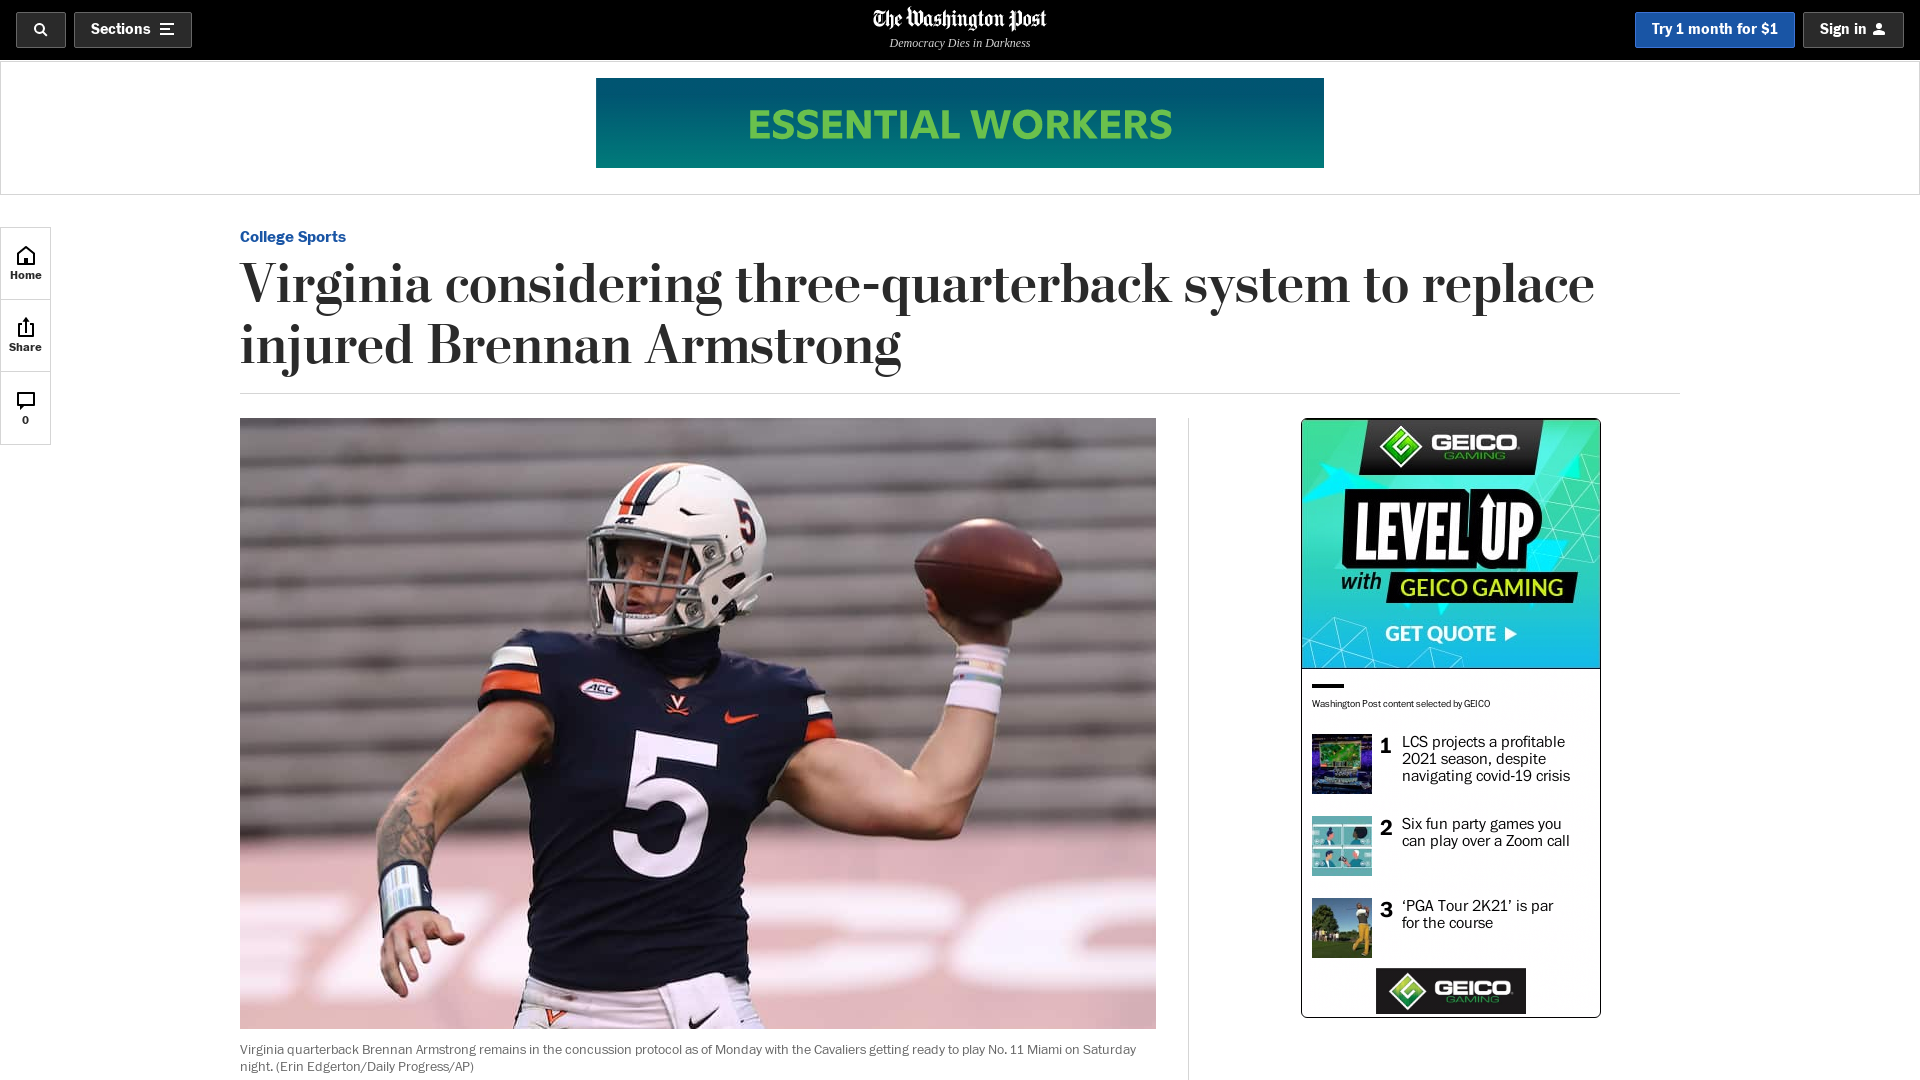 Sections
The Washington Post
Democracy Dies in Darkness
Try 1 month for $1
Sign in
ESSENTIAL WORKERS
Home
Share
0
College Sports
Virginia considering three-quarterback system to replace
injured Brennan Armstrong
5
ACC
ACC
V
5
Virginia quarterback Brennan Armstrong remains in the concussion protocol as of Monday with the Cavaliers getting ready to play No. 11 Miami on Saturday
night. (Erin Edgerton/Daily Progress/AP)
GEICO
GAMING
LEVEL UP
with GEICO GAMING
GET QUOTE
Washington Post content selected by GEICO
1 LCS projects a profitable
2021 season, despite
navigating covid-19 crisis
2 Six fun party games you
can play over a Zoom call
3 ‘PGA Tour 2K21’ is par
for the course
GEICO
GAMING